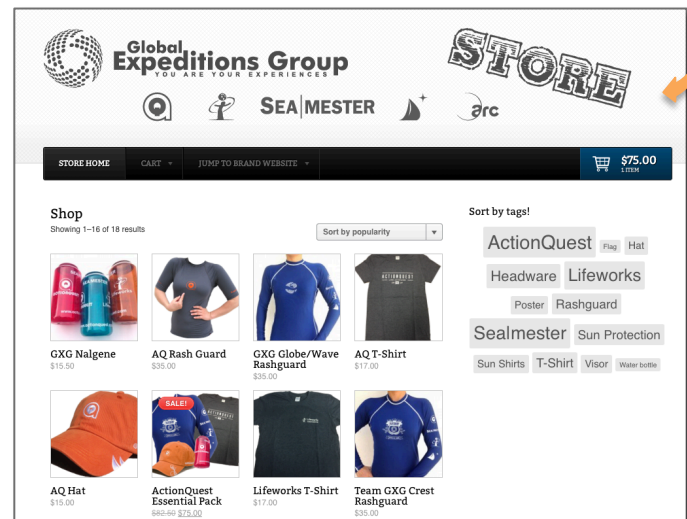 Global
Expeditions Group
YOU ARE YOUR EXPERIENCES
STORE
SEA|MESTER
arc
STORE HOME
CART
JUMP TO BRAND WEBSITE
$75.00
1 ITEM
Shop
Showing 1–16 of 18 results
Sort by popularity
Sort by tags!
ActionQuest Flag Hat
Headware Lifeworks
Poster Rashguard
SeaImester Sun Protection
Sun Shirts T-Shirt Visor Water bottle
GXG Nalgene
$15.50
AQ Rash Guard
$35.00
GXG Globe/Wave
Rashguard
$35.00
AQ T-Shirt
$17.00
AQ Hat
$15.00
SALE!
ActionQuest
Essential Pack
$82.50 $75.00
Lifeworks T-Shirt
$17.00
Team GXG Crest
Rashguard
$35.00